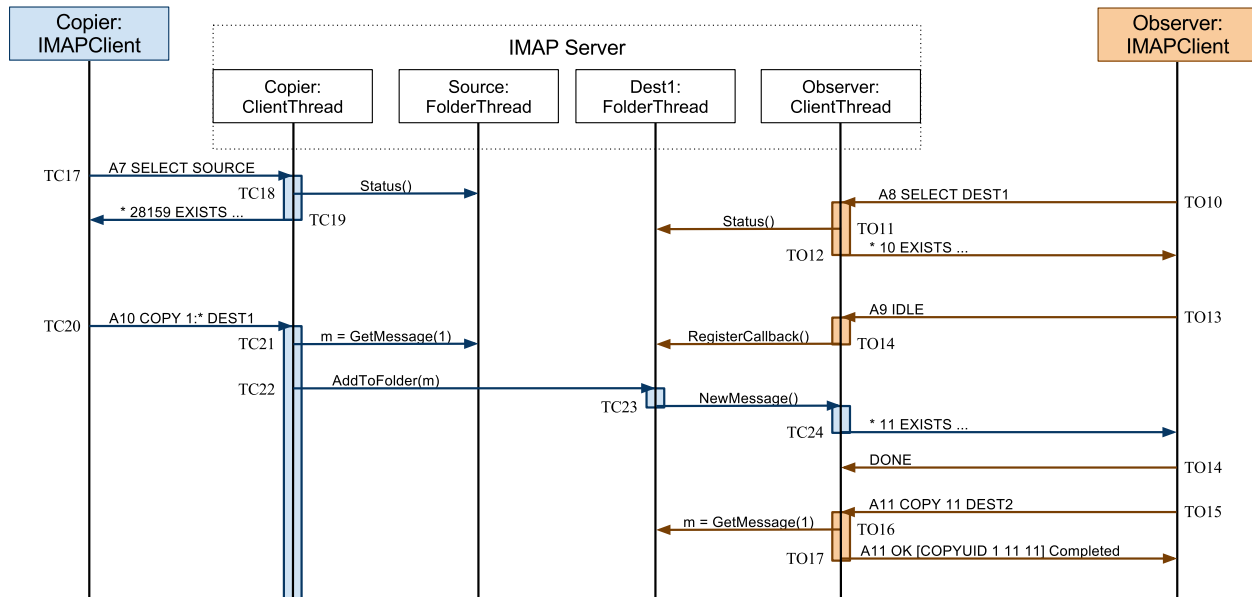 Copier:
IMAPClient
Observer:
IMAPClient
IMAP Server
Copier:
ClientThread
Source:
FolderThread
Dest1:
FolderThread
Observer:
ClientThread
TC17
A7 SELECT SOURCE
TC18
Status()
* 28159 EXISTS ...
TC19
A8 SELECT DEST1
TO10
Status()
TO11
TO12
* 10 EXISTS ...
TC20
A10 COPY 1:* DEST1
A9 IDLE
TO13
TC21
m = GetMessage(1)
RegisterCallback()
TO14
TC22
AddToFolder(m)
TC23
NewMessage()
TC24
* 11 EXISTS ...
DONE
TO14
A11 COPY 11 DEST2
TO15
m = GetMessage(1)
TO16
TO17
A11 OK [COPYUID 1 11 11] Completed